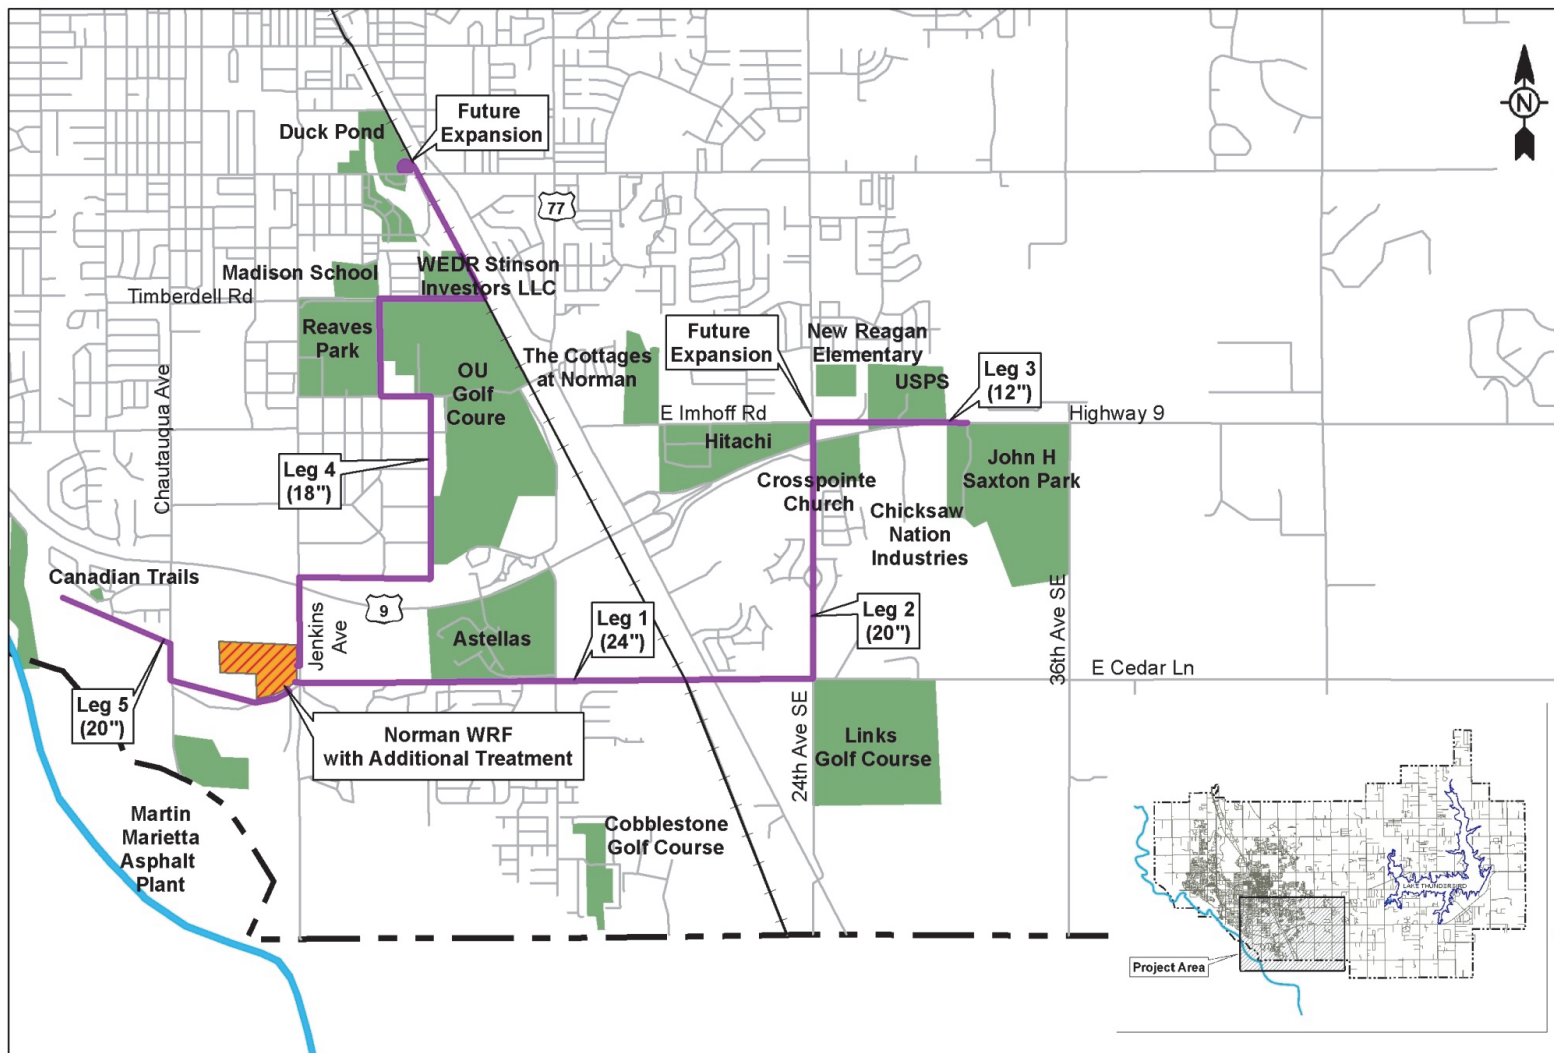 N
Future
Expansion
Duck Pond
77
Madison School
WEDR Stinson
Investors LLC
Timberdell Rd
Reaves
Park
OU
Golf
Coure
The Cottages
at Norman
Future
Expansion
New Reagan
Elementary
USPS
Leg 3
(12")
E Imhoff Rd
Highway 9
Hitachi
Chautauqua Ave
Leg 4
(18")
Crosspointe
Church
John H
Saxton Park
Chicksaw
Nation
Industries
Canadian Trails
Jenkins
Ave
9
Astellas
Leg 1
(24")
Leg 2
(20")
36th Ave SE
E Cedar Ln
Leg 5
(20")
Norman WRF
with Additional Treatment
24th Ave SE
Links
Golf Course
Martin
Marietta
Asphalt
Plant
Cobblestone
Golf Course
LAKE THUNDERBIRD
Project Area